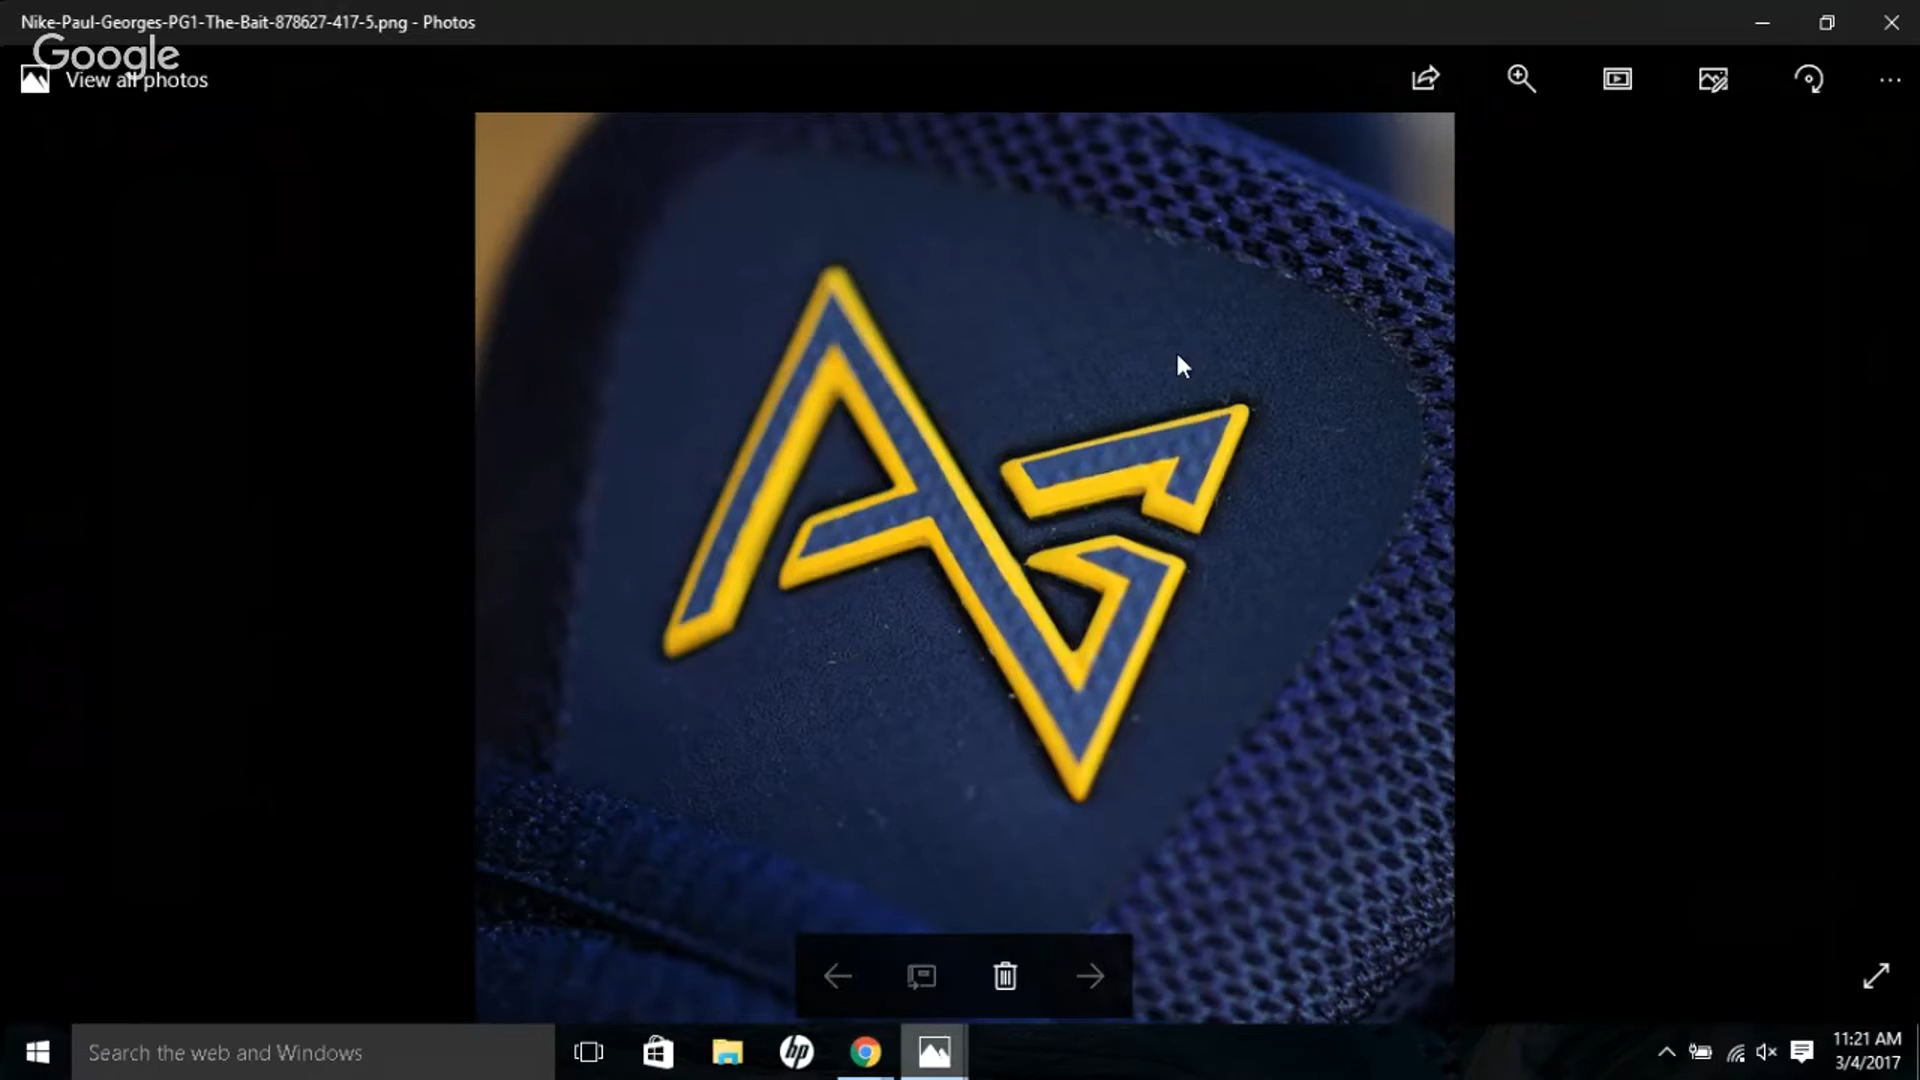 Nike-Paul-Georges-PG1-The-Bait-878627-417-5.png - Photos
Google
View all photos
hp
Search the web and Windows
11:21 AM
3/4/2017